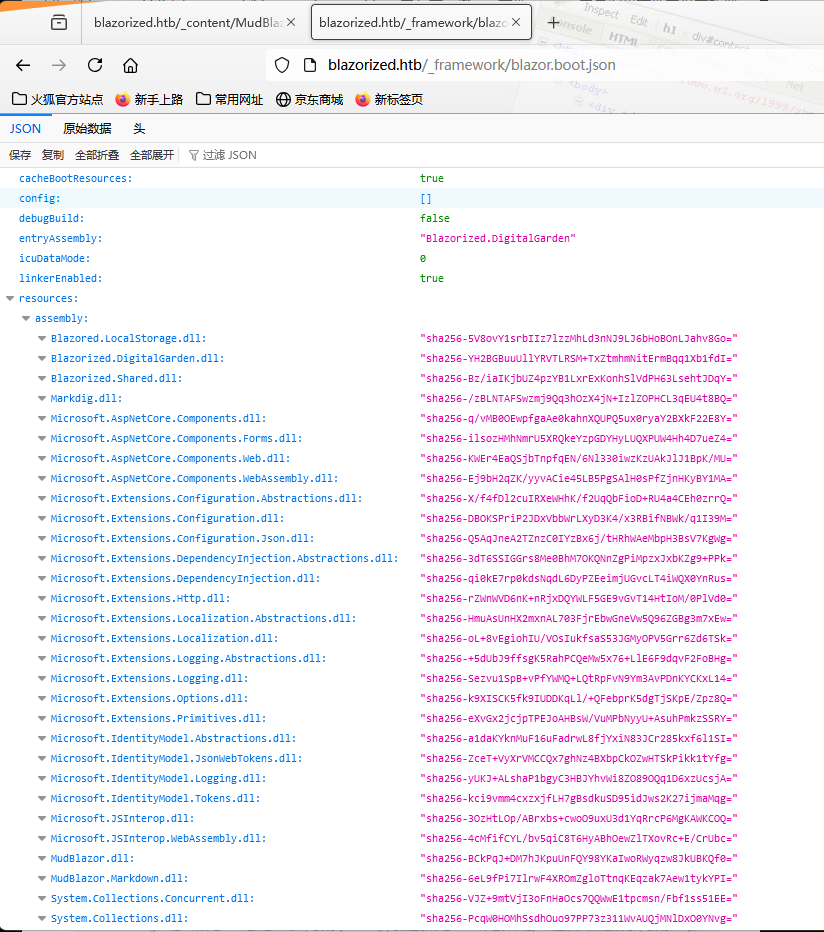 blazorized.htb/_content/MudBlaz
blazorized.htb/_framework/blazo
Inspect Edit h1 div#content
Console HTML
blazorized.htb/_framework/blazor.boot.json
<body>
火狐官方站点 新手上路 常用网址 京东商城 新标签页
JSON 原始数据 头
保存 复制 全部折叠 全部展开 过滤 JSON
cacheBootResources: true
config: []
debugBuild: false
entryAssembly: "Blazorized.DigitalGarden"
icuDataMode: 0
linkerEnabled: true
resources:
assembly:
Blazored.LocalStorage.dll: "sha256-5V8ovY1srbIIz7lzzMhLd3nNJ9LJ6bHoBOnLJahv8Go="
Blazorized.DigitalGarden.dll: "sha256-YH2BGBuuUllYRVTLRSM+TxZtmhmNitErmBqq1Xb1fdI="
Blazorized.Shared.dll: "sha256-Bz/iaIKjbUZ4pzYB1LxrExKonhSlVdPH63LsehtJDqY="
Markdig.dll: "sha256-/zBLNTAFSwzmj9Qq3hOzX4jN+IzlZOPHCL3qEU4t8BQ="
Microsoft.AspNetCore.Components.dll: "sha256-q/vMB0OEwpfgaAe0kahnXQUPQ5ux0ryaY2BXkF22E8Y="
Microsoft.AspNetCore.Components.Forms.dll: "sha256-ilsozHMhNmrU5XRQkeYzpGDYHyLUQXPUW4Hh4D7ueZ4="
Microsoft.AspNetCore.Components.Web.dll: "sha256-KWEr4EaQSjbTnpfqEN/6Nl330iwzKzUAkJlJ1BpK/MU="
Microsoft.AspNetCore.Components.WebAssembly.dll: "sha256-Ej9bH2qZK/yyvACie45LB5PgSAlH0sPfZjnHKyBY1MA="
Microsoft.Extensions.Configuration.Abstractions.dll: "sha256-X/f4fDl2cuIRXeWHhK/f2UqQbFioD+RU4a4CEh0zrrQ="
Microsoft.Extensions.Configuration.dll: "sha256-DBOKSPriP2JDxVbbWrLXyD3K4/x3RBifNBWk/q1I39M="
Microsoft.Extensions.Configuration.Json.dll: "sha256-Q5AqJneA2TZnzC0IYzBx6j/tHRhWAeMbpH3BsV7KgWg="
Microsoft.Extensions.DependencyInjection.Abstractions.dll: "sha256-3dT6SSIGGrs8Me0BhM7OKQNnZgPiMpzxJxbKZg9+PPk="
Microsoft.Extensions.DependencyInjection.dll: "sha256-qi0kE7rp0kdsNqdL6DyPZEeimjUGvcLT4iWQX0YnRus="
Microsoft.Extensions.Http.dll: "sha256-rZWnWVD6nK+nRjxDQYWLF5GE9vGvT14HtIoM/0PlVd0="
Microsoft.Extensions.Localization.Abstractions.dll: "sha256-HmuAsUnHX2mxnAL703FjrEbwGneVw5Q96ZGBg3m7xEw="
Microsoft.Extensions.Localization.dll: "sha256-oL+8vEgiohIU/VOsIukfsaS53JGMyOPV5Grr6Zd6TSk="
Microsoft.Extensions.Logging.Abstractions.dll: "sha256-+5dUbJ9ffsgK5RahPCQeMw5x76+LlE6F9dqvF2FoBHg="
Microsoft.Extensions.Logging.dll: "sha256-Sezvu1SpB+vPfYWMQ+LQtRpFvN9Ym3AvPDnKYCKxL14="
Microsoft.Extensions.Options.dll: "sha256-k9XISCK5fk9IUDDKqLl/+QFebprK5dgTjSKpE/Zpz8Q="
Microsoft.Extensions.Primitives.dll: "sha256-eXvGx2jcjpTPEJoAHBsW/VuMPbNyyU+AsuhPmkzSSRY="
Microsoft.IdentityModel.Abstractions.dll: "sha256-a1daKYknMuF16uFadrwL8fjYxiN83JCr285kxf6l1SI="
Microsoft.IdentityModel.JsonWebTokens.dll: "sha256-ZceT+VyXrVMCCQx7ghNz4BXbpCkOZwHTSkPikk1tYfg="
Microsoft.IdentityModel.Logging.dll: "sha256-yUKJ+ALshaP1bgyC3HBJYhvWi8ZO89OQq1D6xzUcsjA="
Microsoft.IdentityModel.Tokens.dll: "sha256-kci9vmm4cxzxjfLH7gBsdkuSD95idJws2K27ijmaMqg="
Microsoft.JSInterop.dll: "sha256-3OzHtLOp/ABrxbs+cwoO9uxU3d1YqRrcP6MgKAWKCOQ="
Microsoft.JSInterop.WebAssembly.dll: "sha256-4cMfifCYL/bv5qiC8T6HyABhOewZlTXovRc+E/CrUbc="
MudBlazor.dll: "sha256-BCkPqJ+DM7hJKpuUnFQY98YKaIwoRWyqzw8JkUBKQf0="
MudBlazor.Markdown.dll: "sha256-6eL9fPi7IlrwF4XROmZgloTtnqKEqzak7Aew1tykYPI="
System.Collections.Concurrent.dll: "sha256-VJZ+9mtVjI3oFnHaOcs7QQWwE1tpcmsn/Fbf1ss51EE="
System.Collections.dll: "sha256-PcqW0HOMhSsdhOuo97PP73z311WvAUQjMNlDxO0YNvg="